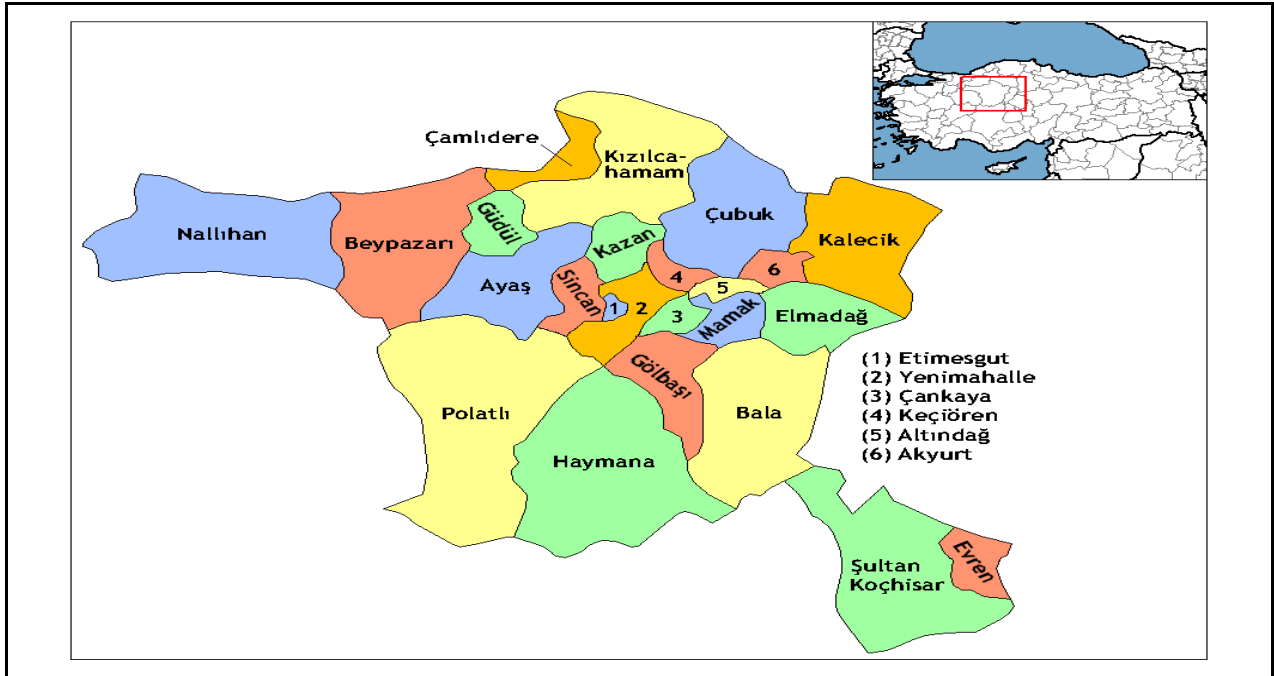 Çamlıdere
Kızılca-
hamam
Nallıhan
Beypazarı
Güdül
Çubuk
Kalecik
Kazan
Ayaş
Sincan
1
2
3
4
5
6
Mamak
Elmadağ
Gölbaşı
Polatlı
Bala
Haymana
(1) Etimesgut
(2) Yenimahalle
(3) Çankaya
(4) Keçiören
(5) Altındağ
(6) Akyurt
Şultan
Koçhisar
Evren